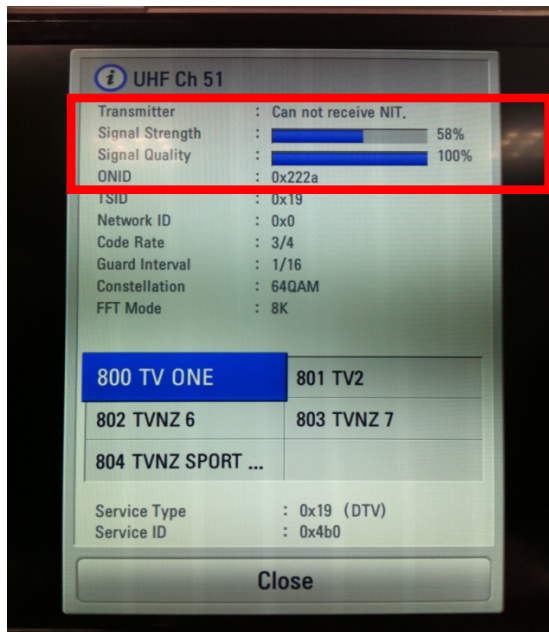 i UHF Ch 51
Transmitter : Can not receive NIT.
Signal Strength : 58%
Signal Quality : 100%
ONID : 0x222a
TSID : 0x19
Network ID : 0x0
Code Rate : 3/4
Guard Interval : 1/16
Constellation : 64QAM
FFT Mode : 8K
800 TV ONE 801 TV2
802 TVNZ 6 803 TVNZ 7
804 TVNZ SPORT ...
Service Type : 0x19 (DTV)
Service ID : 0x4b0
Close